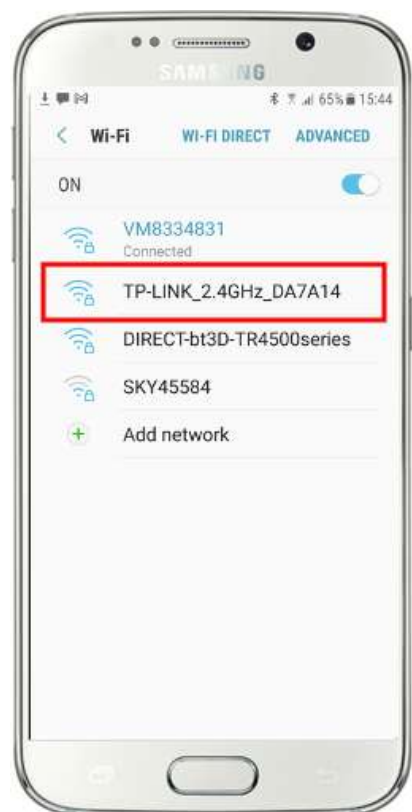 SAMSUNG
65% 15:44
< Wi-Fi WI-FI DIRECT ADVANCED
ON
VM8334831
Connected
TP-LINK_2.4GHz_DA7A14
DIRECT-bt3D-TR4500series
SKY45584
+ Add network